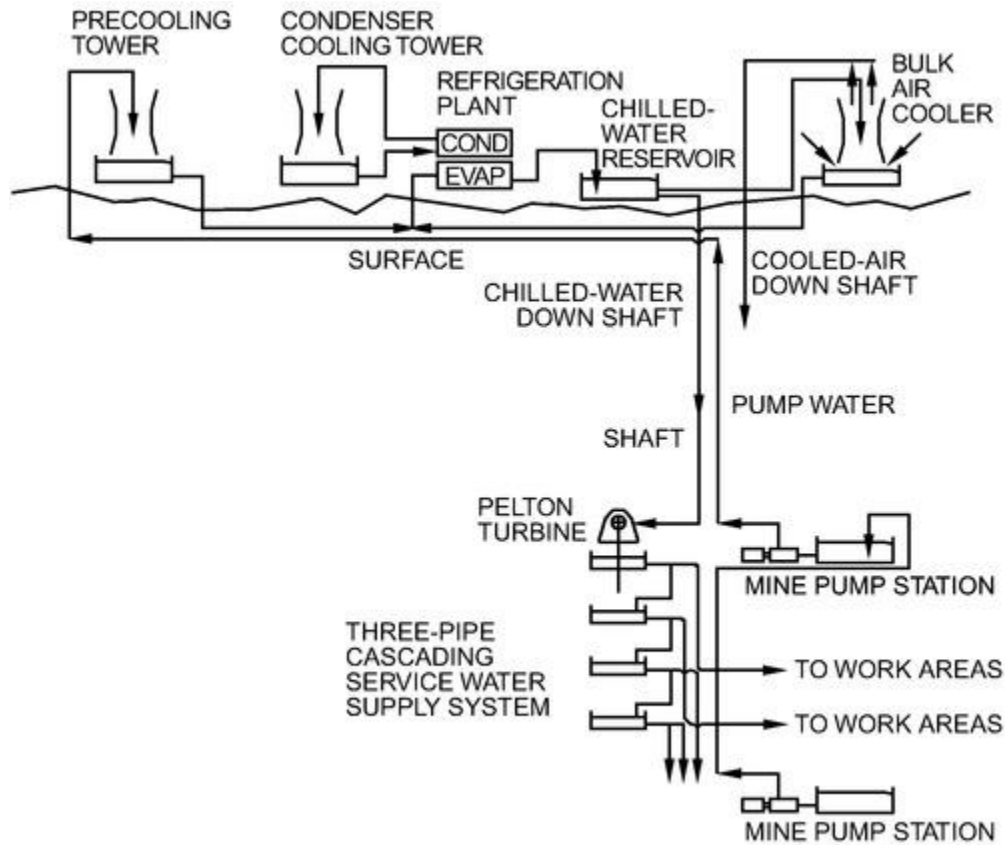 PRECOOLING
TOWER
CONDENSER
COOLING TOWER
REFRIGERATION
PLANT
COND
EVAP
CHILLED-
WATER
RESERVOIR
BULK
AIR
COOLER
SURFACE
CHILLED-WATER
DOWN SHAFT
COOLED-AIR
DOWN SHAFT
PUMP WATER
SHAFT
PELTON
TURBINE
MINE PUMP STATION
THREE-PIPE
CASCADING
SERVICE WATER
SUPPLY SYSTEM
TO WORK AREAS
TO WORK AREAS
MINE PUMP STATION